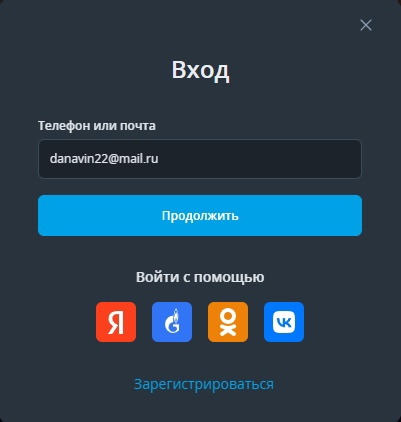 Вход
Телефон или почта
danavin22@mail.ru
Продолжить
Войти с помощью
Я
Зарегистрироваться